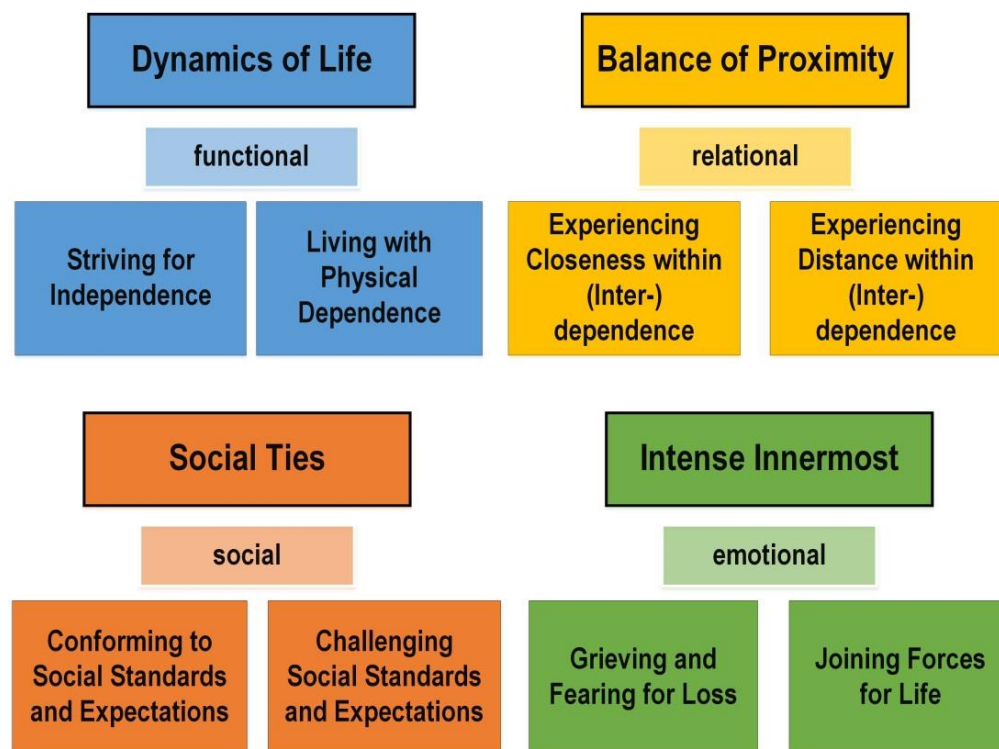 Dynamics of Life
functional
Striving for
Independence
Living with
Physical
Dependence
Balance of Proximity
relational
Experiencing
Closeness within
(Inter-)
dependence
Experiencing
Distance within
(Inter-)
dependence
Social Ties
social
Conforming to
Social Standards
and Expectations
Challenging
Social Standards
and Expectations
Intense Innermost
emotional
Grieving and
Fearing for Loss
Joining Forces
for Life